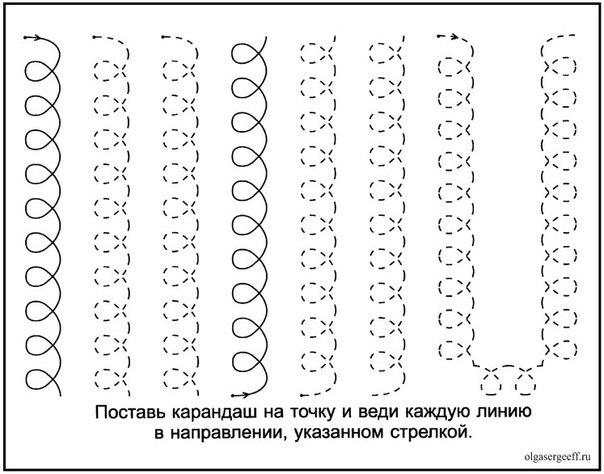 Поставь карандаш на точку и веди каждую линию
в направлении, указанном стрелкой.
olgasergeeff.ru